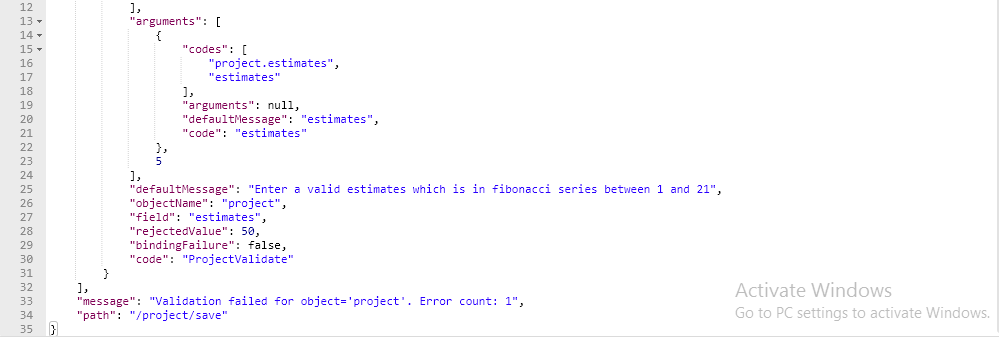 12 ],
13 "arguments": [
14 {
15 "codes": [
16 "project.estimates",
17 "estimates"
18 ],
19 "arguments": null,
20 "defaultMessage": "estimates",
21 "code": "estimates"
22 },
23 5
24 ],
25 "defaultMessage": "Enter a valid estimates which is in fibonacci series between 1 and 21",
26 "objectName": "project",
27 "field": "estimates",
28 "rejectedValue": 50,
29 "bindingFailure": false,
30 "code": "ProjectValidate"
31 }
32 ],
33 "message": "Validation failed for object='project'. Error count: 1",
34 "path": "/project/save"
35 }
Activate Windows
Go to PC settings to activate Windows.